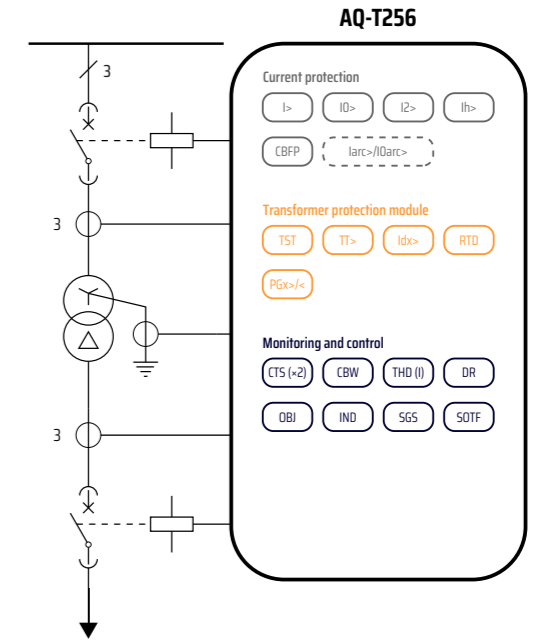 AQ-T256
3
Current protection
I> I0> I2> Ih>
CBFP Iarc>/I0arc>
Transformer protection module
3
TST TT> Idx> RTD
PGx>/<
Monitoring and control
CTS (×2) CBW THD (I) DR
OBJ IND SGS SOTF
3